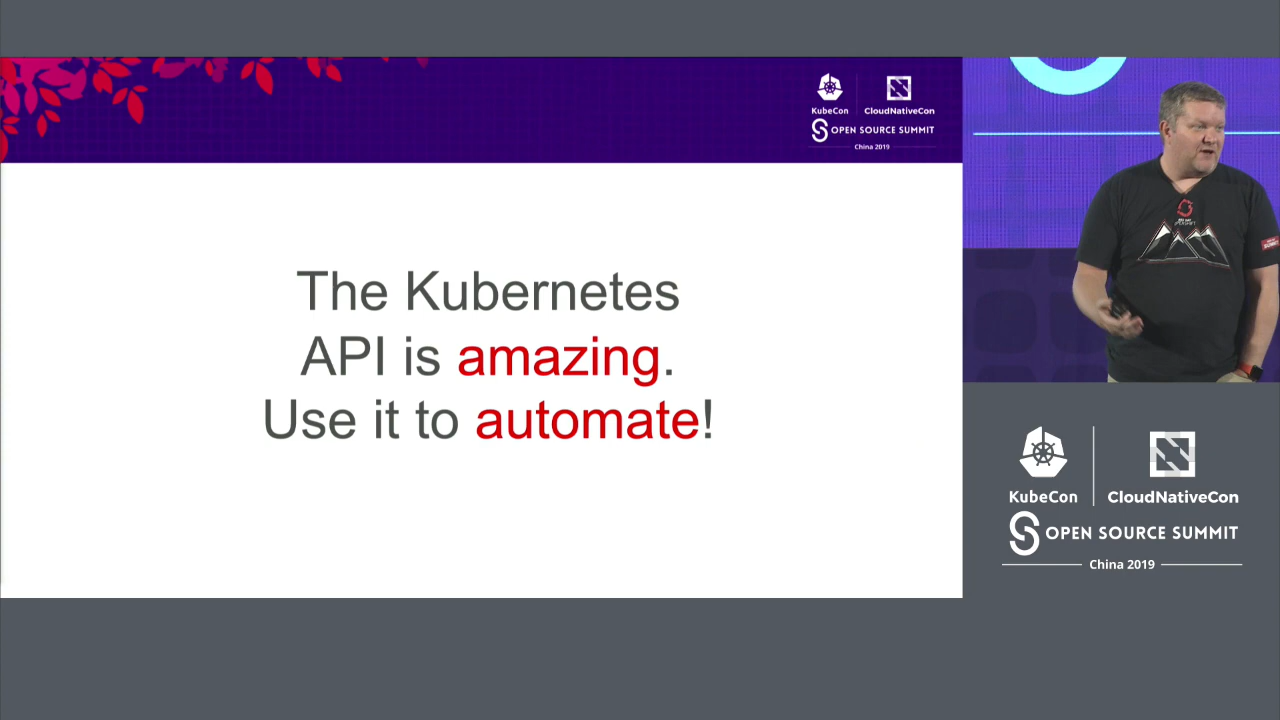 KubeCon
CloudNativeCon
OPEN SOURCE SUMMIT
China 2019
The Kubernetes
API is amazing.
Use it to automate!
KubeCon
CloudNativeCon
OPEN SOURCE SUMMIT
China 2019